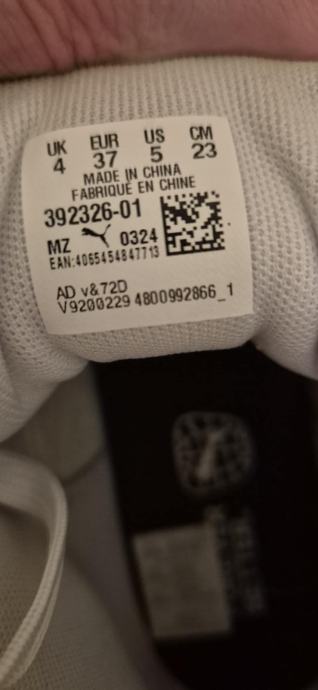 UK EUR US CM
4 37 5 23
MADE IN CHINA
FABRIQUÉ EN CHINE
392326-01
MZ 0324
EAN:4065454847713
AD v&72D
V9200229 4800992866_1